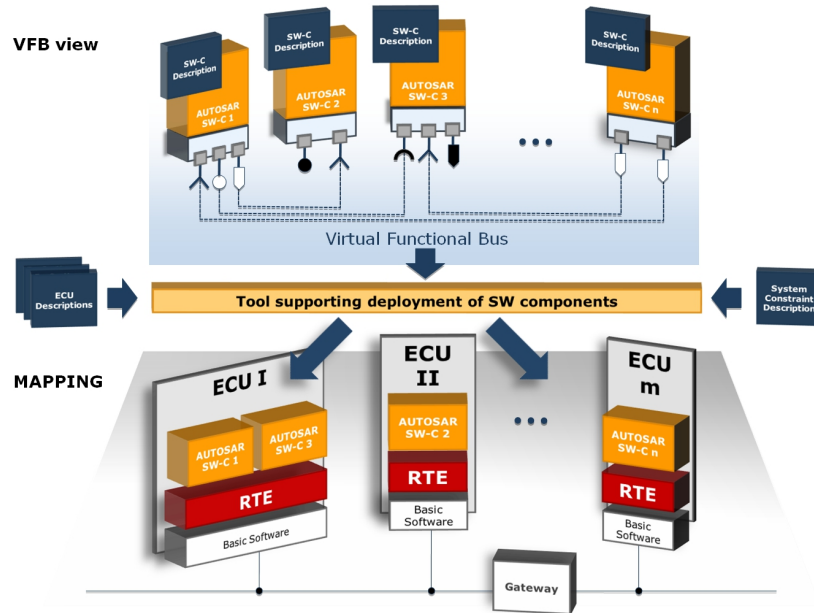 VFB view
SW-C
Description
AUTOSAR
SW-C 1
SW-C
Description
AUTOSAR
SW-C 2
SW-C
Description
AUTOSAR
SW-C 3
SW-C
Description
AUTOSAR
SW-C n
Virtual Functional Bus
ECU
Descriptions
Tool supporting deployment of SW components
System
Constraint
Description
MAPPING
ECU I
AUTOSAR
SW-C 1
AUTOSAR
SW-C 3
RTE
Basic Software
ECU
II
AUTOSAR
SW-C 2
RTE
Basic
Software
ECU
m
AUTOSAR
SW-C n
RTE
Basic
Software
Gateway